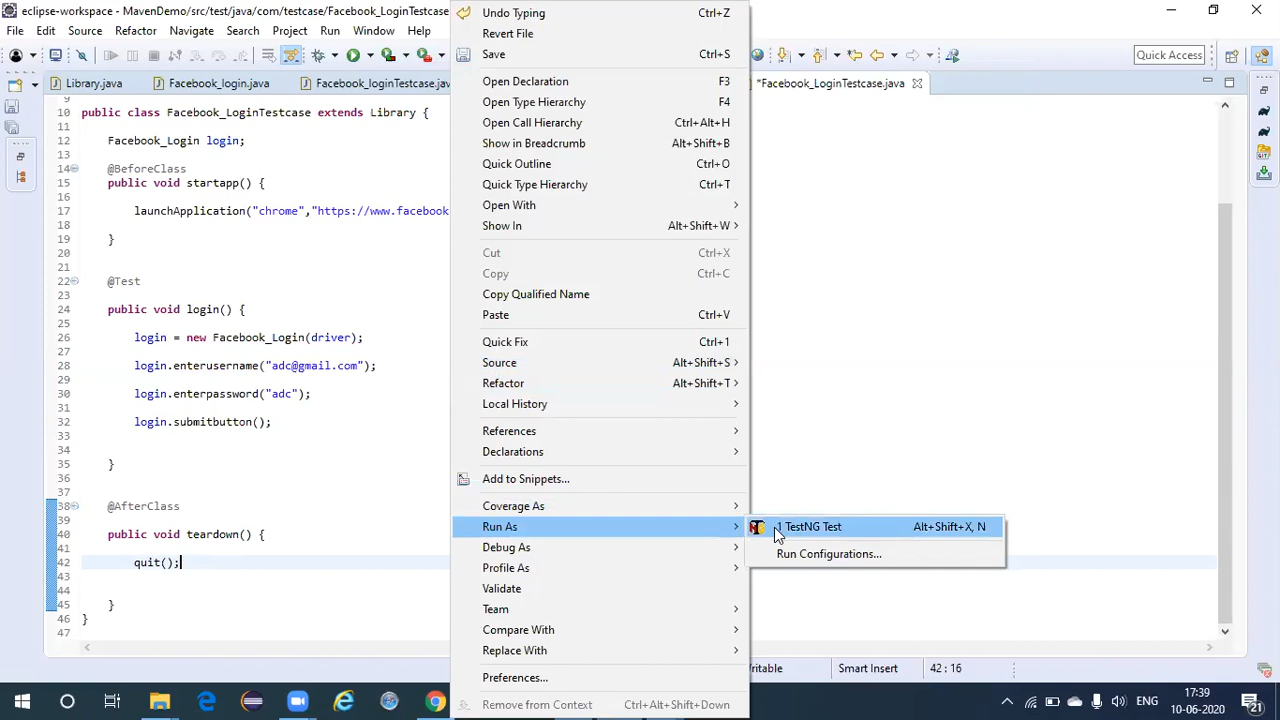 eclipse-workspace - MavenDemo/src/test/java/com/testcase/Facebook_LoginTestcase.java
File Edit Source Refactor Navigate Search Project Run Window Help
Quick Access
Library.java
Facebook_login.java
Facebook_LoginTestcase.jav
*Facebook_LoginTestcase.java
9
10 public class Facebook_LoginTestcase extends Library {
11
12 Facebook_Login login;
13
14 @BeforeClass
15 public void startapp() {
16
17 launchApplication("chrome","https://www.facebook
18
19 }
20
21
22 @Test
23
24 public void login() {
25
26 login = new Facebook_Login(driver);
27
28 login.enterusername("adc@gmail.com");
29
30 login.enterpassword("adc");
31
32 login.submitbutton();
33
34
35 }
36
37
38 @AfterClass
39
40 public void teardown() {
41
42 quit();
43
44
45 }
46 }
47
Undo Typing Ctrl+Z
Revert File
Save Ctrl+S
Open Declaration F3
Open Type Hierarchy F4
Open Call Hierarchy Ctrl+Alt+H
Show in Breadcrumb Alt+Shift+B
Quick Outline Ctrl+O
Quick Type Hierarchy Ctrl+T
Open With
Show In Alt+Shift+W
Cut Ctrl+X
Copy Ctrl+C
Copy Qualified Name
Paste Ctrl+V
Quick Fix Ctrl+1
Source Alt+Shift+S
Refactor Alt+Shift+T
Local History
References
Declarations
Add to Snippets...
Coverage As
Run As
Debug As
Profile As
Validate
Team
Compare With
Replace With
Preferences...
Remove from Context Ctrl+Alt+Shift+Down
1 TestNG Test Alt+Shift+X, N
Run Configurations...
Smart Insert
42 : 16
ENG
17:39
10-06-2020
21